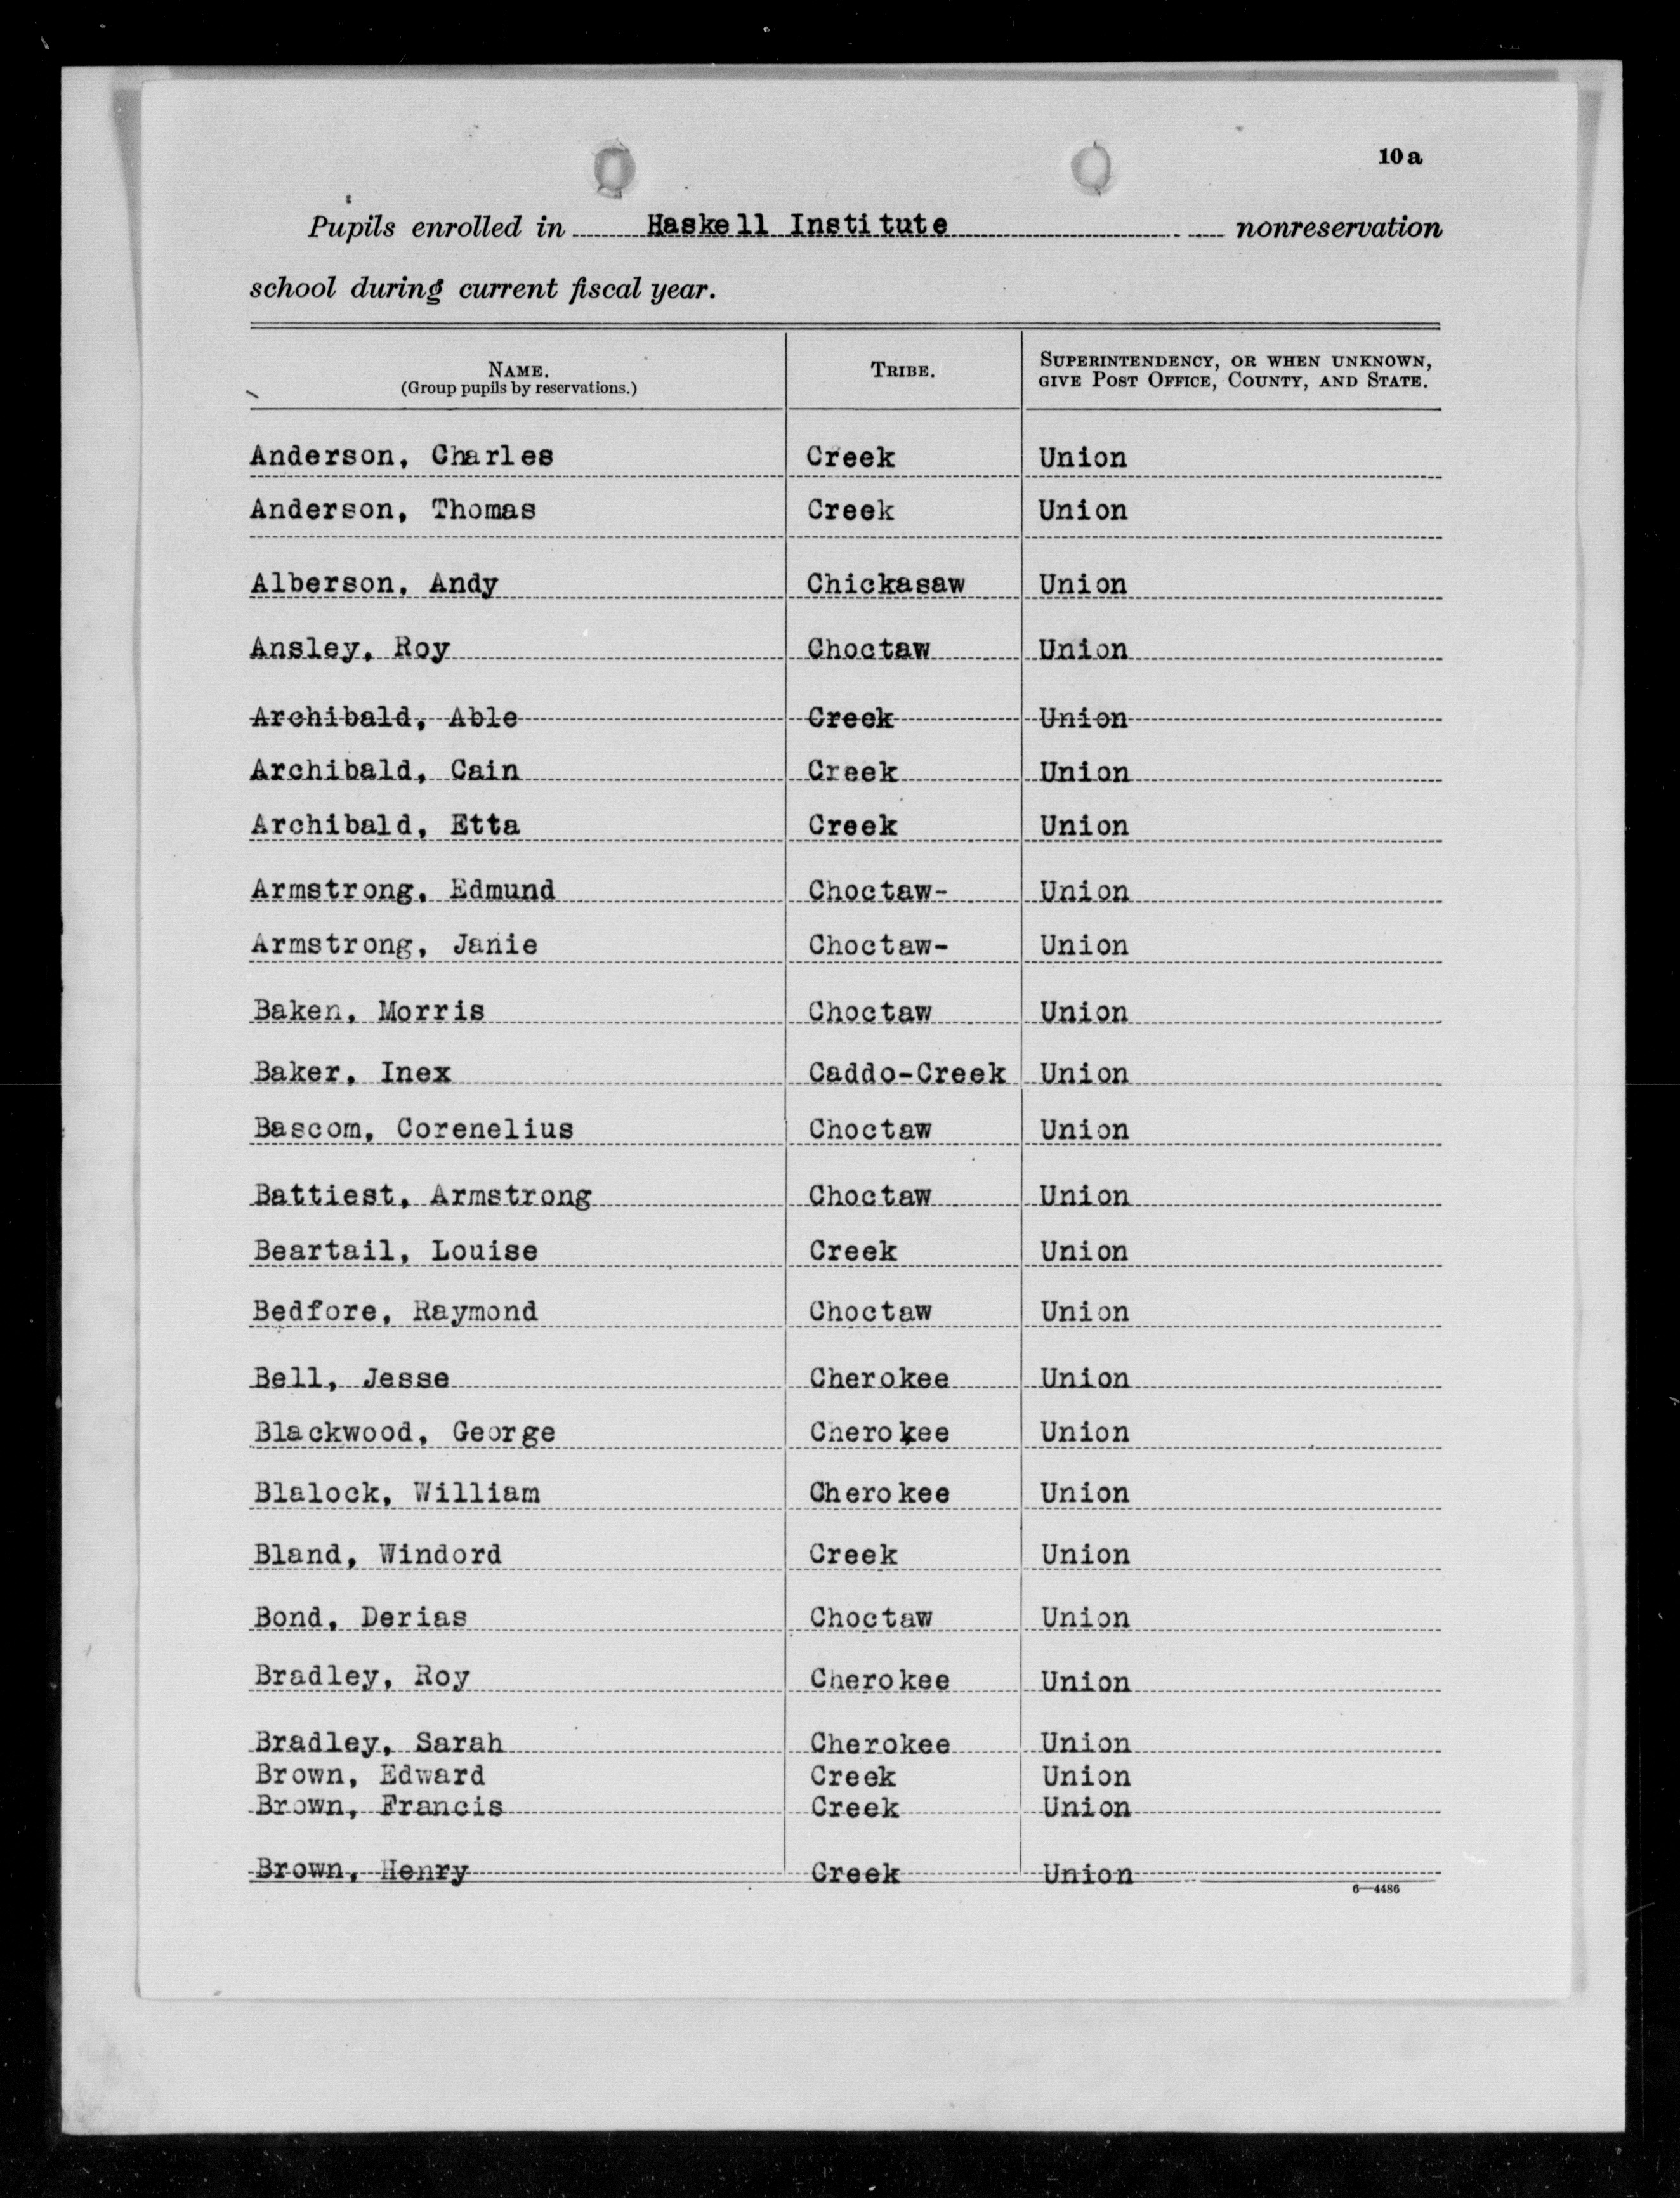 10a
Pupils enrolled in Haskell Institute nonreservation
school during current fiscal year.
NAME. TRIBE. SUPERINTENDENCY, OR WHEN UNKNOWN,
(Group pupils by reservations.) GIVE POST OFFICE, COUNTY, AND STATE.
Anderson, Charles Creek Union
Anderson, Thomas Creek Union
Alberson, Andy Chickasaw Union
Ansley, Roy Choctaw Union
Archibald, Able Creek Union
Archibald, Cain Creek Union
Archibald, Etta Creek Union
Armstrong, Edmund Choctaw- Union
Armstrong, Janie Choctaw- Union
Baken, Morris Choctaw Union
Baker, Inex Caddo-Creek Union
Bascom, Corenelius Choctaw Union
Battiest, Armstrong Choctaw Union
Beartail, Louise Creek Union
Bedfore, Raymond Choctaw Union
Bell, Jesse Cherokee Union
Blackwood, George Cherokee Union
Blalock, William Cherokee Union
Bland, Windord Creek Union
Bond, Derias Choctaw Union
Bradley, Roy Cherokee Union
Bradley, Sarah Cherokee Union
Brown, Edward Creek Union
Brown, Francis Creek Union
Brown, Henry Creek Union
6-4486